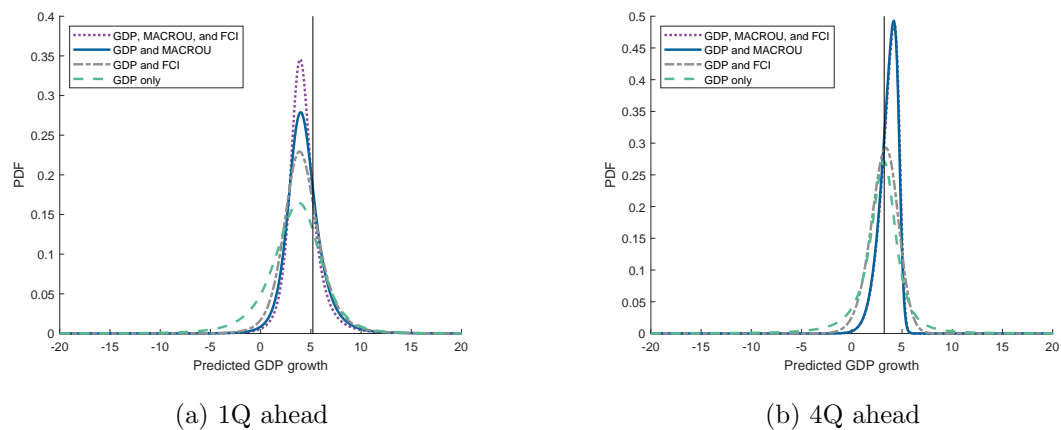 0.4
0.35
0.3
0.25
0.2
0.15
0.1
0.05
0
PDF
GDP, MACROU, and FCI
GDP and MACROU
GDP and FCI
GDP only
-20 -15 -10 -5 0 5 10 15 20
Predicted GDP growth
(a) 1Q ahead
0.5
0.45
0.4
0.35
0.3
0.25
0.2
0.15
0.1
0.05
0
PDF
GDP, MACROU, and FCI
GDP and MACROU
GDP and FCI
GDP only
-20 -15 -10 -5 0 5 10 15 20
Predicted GDP growth
(b) 4Q ahead